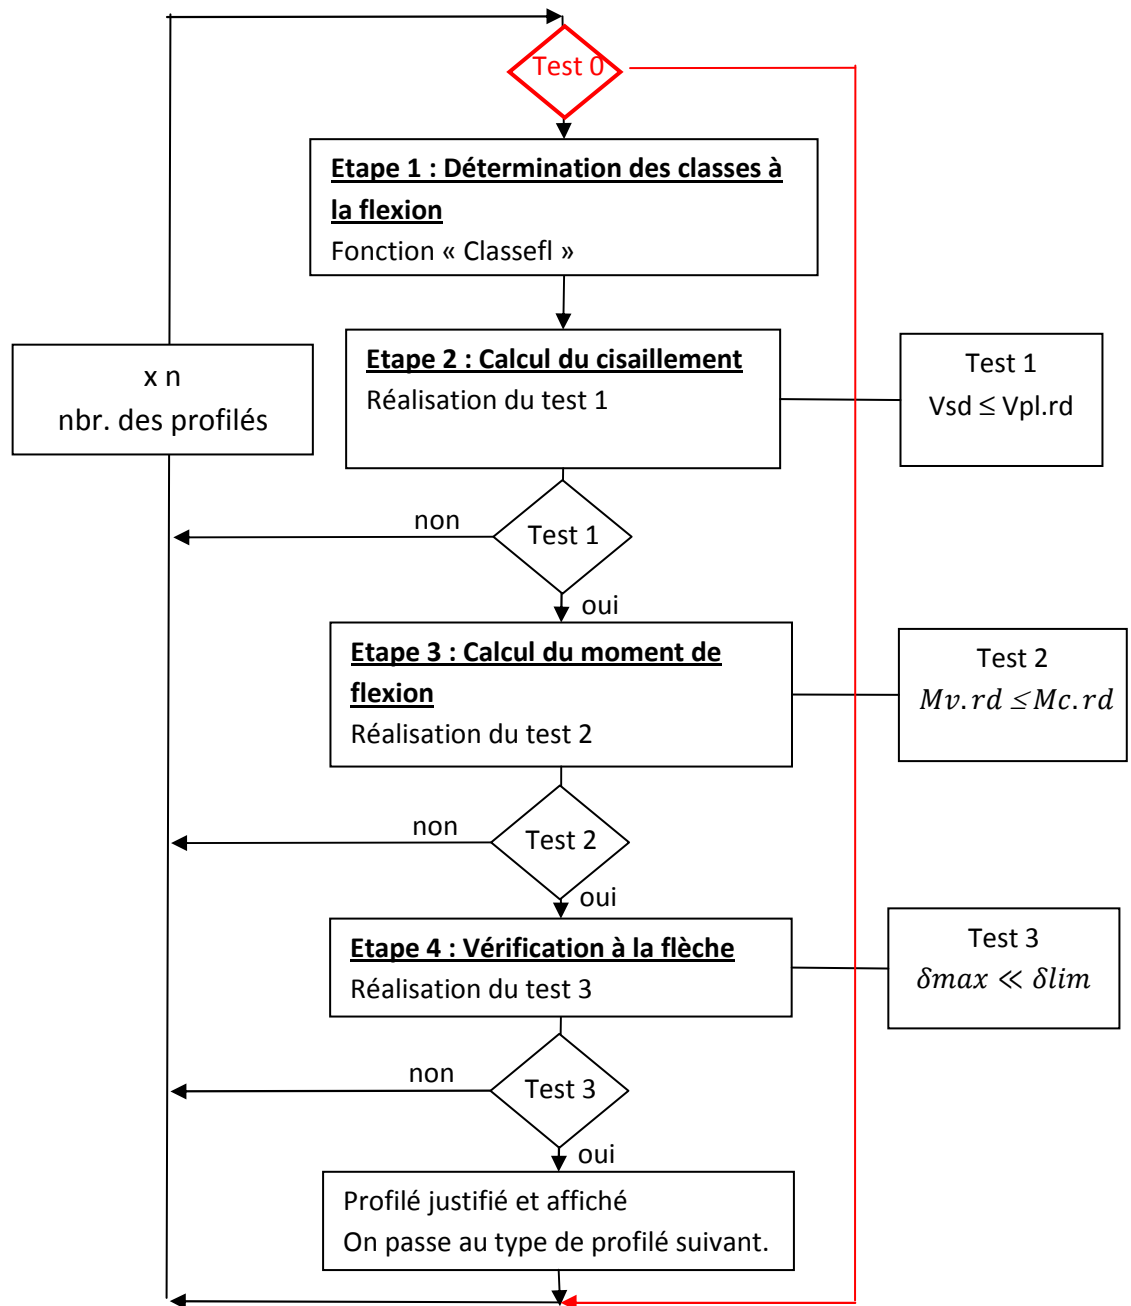 Test 0
Etape 1 : Détermination des classes à
la flexion
Fonction « Classefl »
x n
nbr. des profilés
Etape 2 : Calcul du cisaillement
Réalisation du test 1
Test 1
Vsd ≤ Vpl.rd
non
Test 1
oui
Etape 3 : Calcul du moment de
flexion
Réalisation du test 2
Test 2
Mv.rd ≤Mc.rd
non
Test 2
oui
Etape 4 : Vérification à la flèche
Réalisation du test 3
Test 3
δmax ≪ δlim
non
Test 3
oui
Profilé justifié et affiché
On passe au type de profilé suivant.